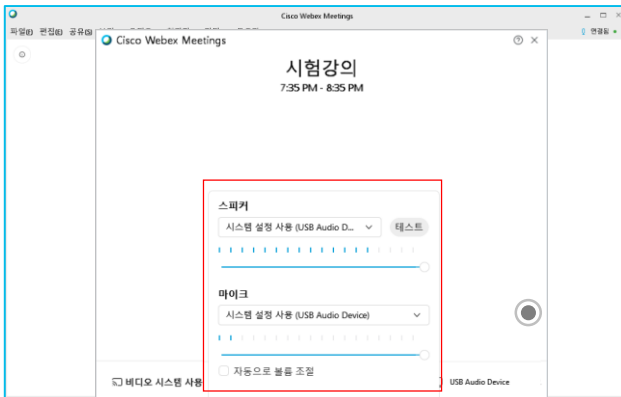 Cisco Webex Meetings
파일(F) 편집(E) 공유(S)
연결됨
Cisco Webex Meetings
시험강의
7:35 PM - 8:35 PM
스피커
시스템 설정 사용 (USB Audio D...
테스트
마이크
시스템 설정 사용 (USB Audio Device)
자동으로 볼륨 조절
비디오 시스템 사용
USB Audio Device